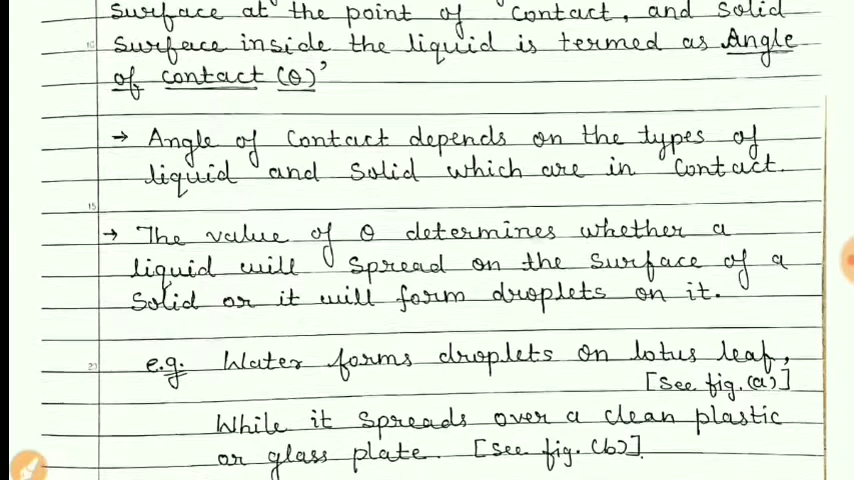 surface at the point of contact, and solid
10 surface inside the liquid is termed as Angle
of contact (θ)'
→ Angle of Contact depends on the types of
liquid and Solid which are in Contact.
15
→ The value of θ determines whether a
liquid will spread on the surface of a
Solid or it will form droplets on it.
20 e.g. Water forms droplets on lotus leaf,
[See fig.(a)]
While it spreads over a clean plastic
or glass plate. [See fig. (b)].